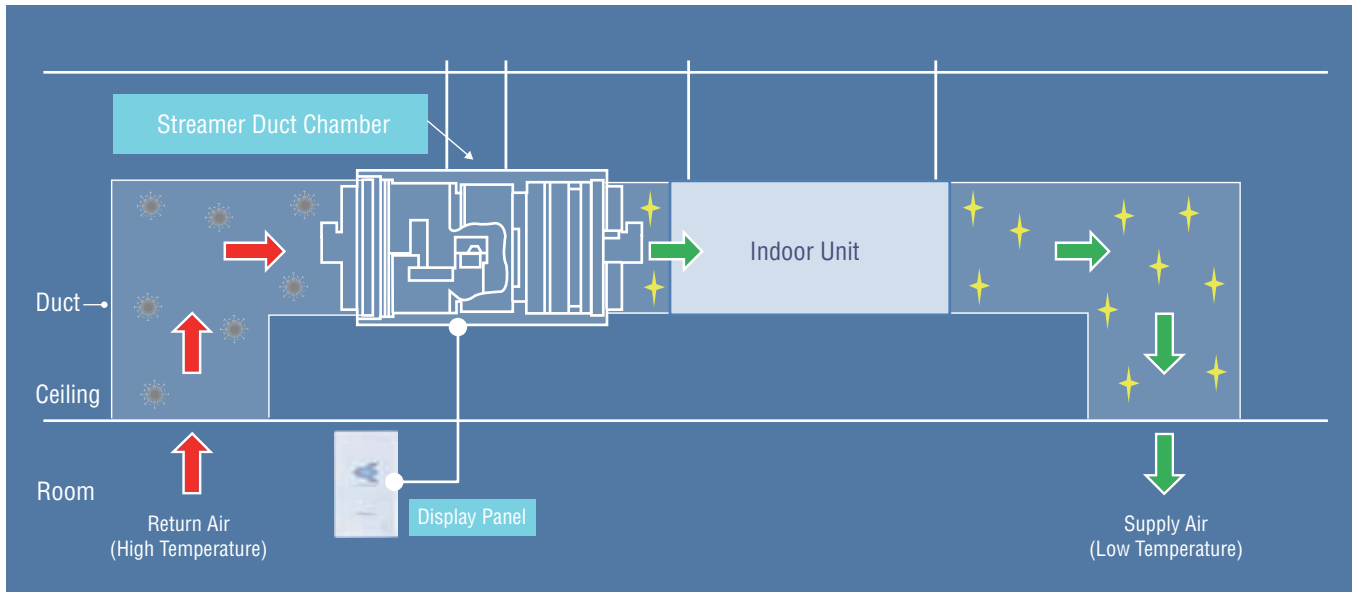 Streamer Duct Chamber
Indoor Unit
Duct
Ceiling
Room
Display Panel
Return Air
(High Temperature)
Supply Air
(Low Temperature)